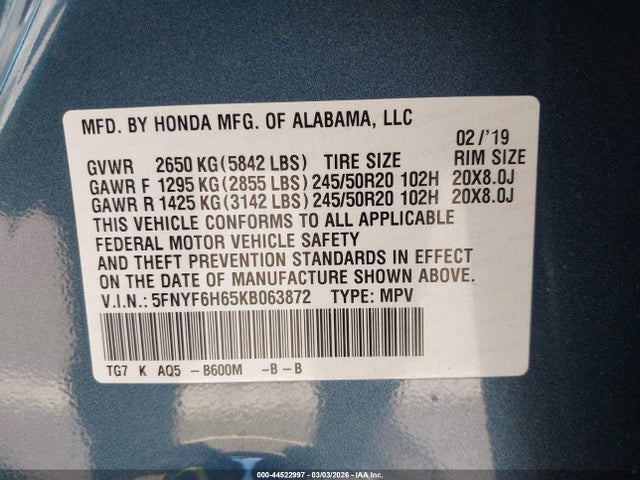 MFD. BY HONDA MFG. OF ALABAMA, LLC
02/'19
GVWR 2650 KG (5842 LBS) TIRE SIZE RIM SIZE
GAWR F 1295 KG (2855 LBS) 245/50R20 102H 20X8.0J
GAWR R 1425 KG (3142 LBS) 245/50R20 102H 20X8.0J
THIS VEHICLE CONFORMS TO ALL APPLICABLE
FEDERAL MOTOR VEHICLE SAFETY
AND THEFT PREVENTION STANDARDS IN EFFECT
ON THE DATE OF MANUFACTURE SHOWN ABOVE.
V.I.N.: 5FNYF6H65KB063872 TYPE: MPV
TG7 K AQ5 -B600M -B-B
000-44522997 - 03/03/2026 - IAA Inc.